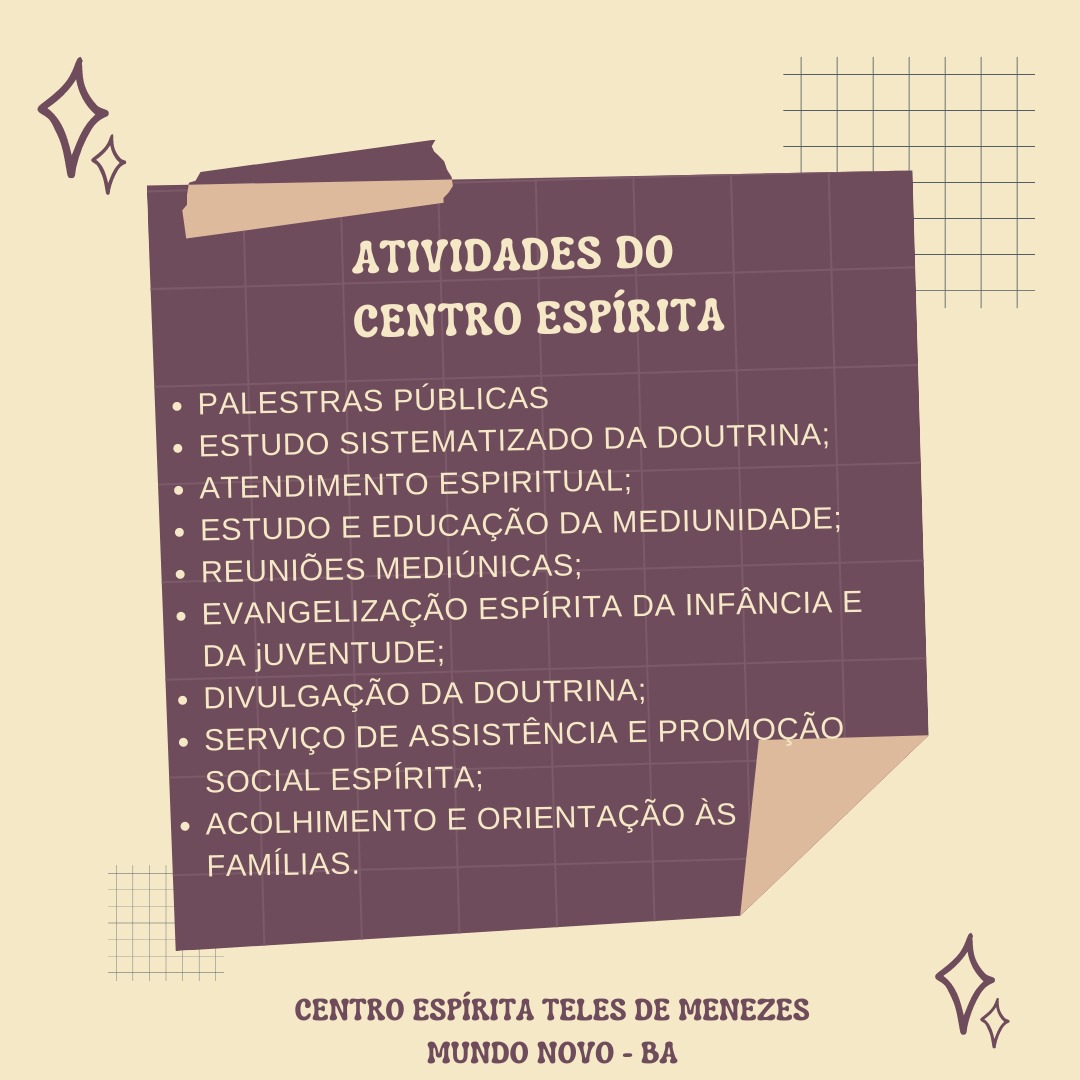 ATIVIDADES DO
CENTRO ESPÍRITA
• PALESTRAS PÚBLICAS
• ESTUDO SISTEMATIZADO DA DOUTRINA;
• ATENDIMENTO ESPIRITUAL;
• ESTUDO E EDUCAÇÃO DA MEDIUNIDADE;
• REUNIÕES MEDIÚNICAS;
• EVANGELIZAÇÃO ESPÍRITA DA INFÂNCIA E
DA jUVENTUDE;
• DIVULGAÇÃO DA DOUTRINA;
• SERVIÇO DE ASSISTÊNCIA E PROMOÇÃO
SOCIAL ESPÍRITA;
• ACOLHIMENTO E ORIENTAÇÃO ÀS
FAMÍLIAS.
CENTRO ESPÍRITA TELES DE MENEZES
MUNDO NOVO - BA